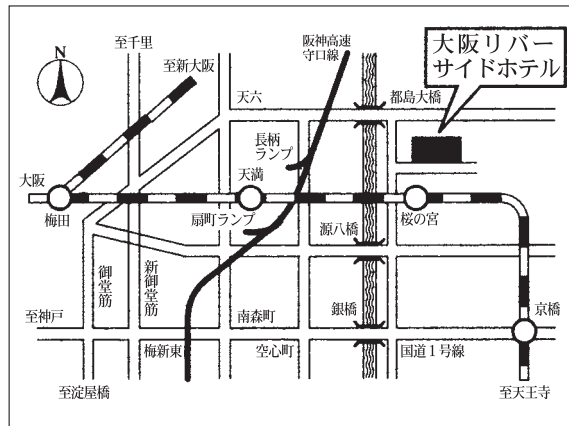 至千里
阪神高速
守口線
大阪リバー
サイドホテル
N
至新大阪
天六
都島大橋
長柄
ランプ
大阪
天満
梅田
扇町ランプ
源八橋
桜の宮
御堂筋
新御堂筋
至神戸
南森町
銀橋
京橋
梅新東
空心町
国道1号線
至淀屋橋
至天王寺